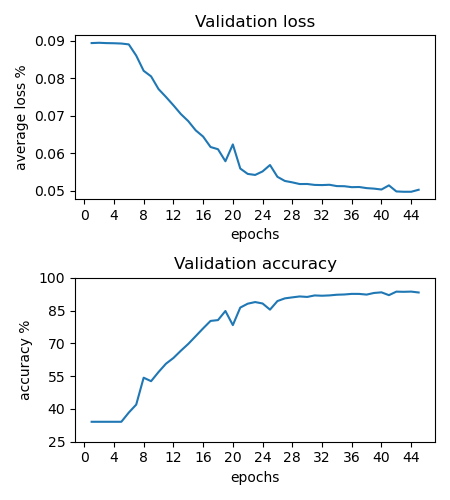 Validation loss
average loss %
0.09
0.08
0.07
0.06
0.05
0 4 8 12 16 20 24 28 32 36 40 44
epochs
Validation accuracy
accuracy %
100
85
70
55
40
25
0 4 8 12 16 20 24 28 32 36 40 44
epochs